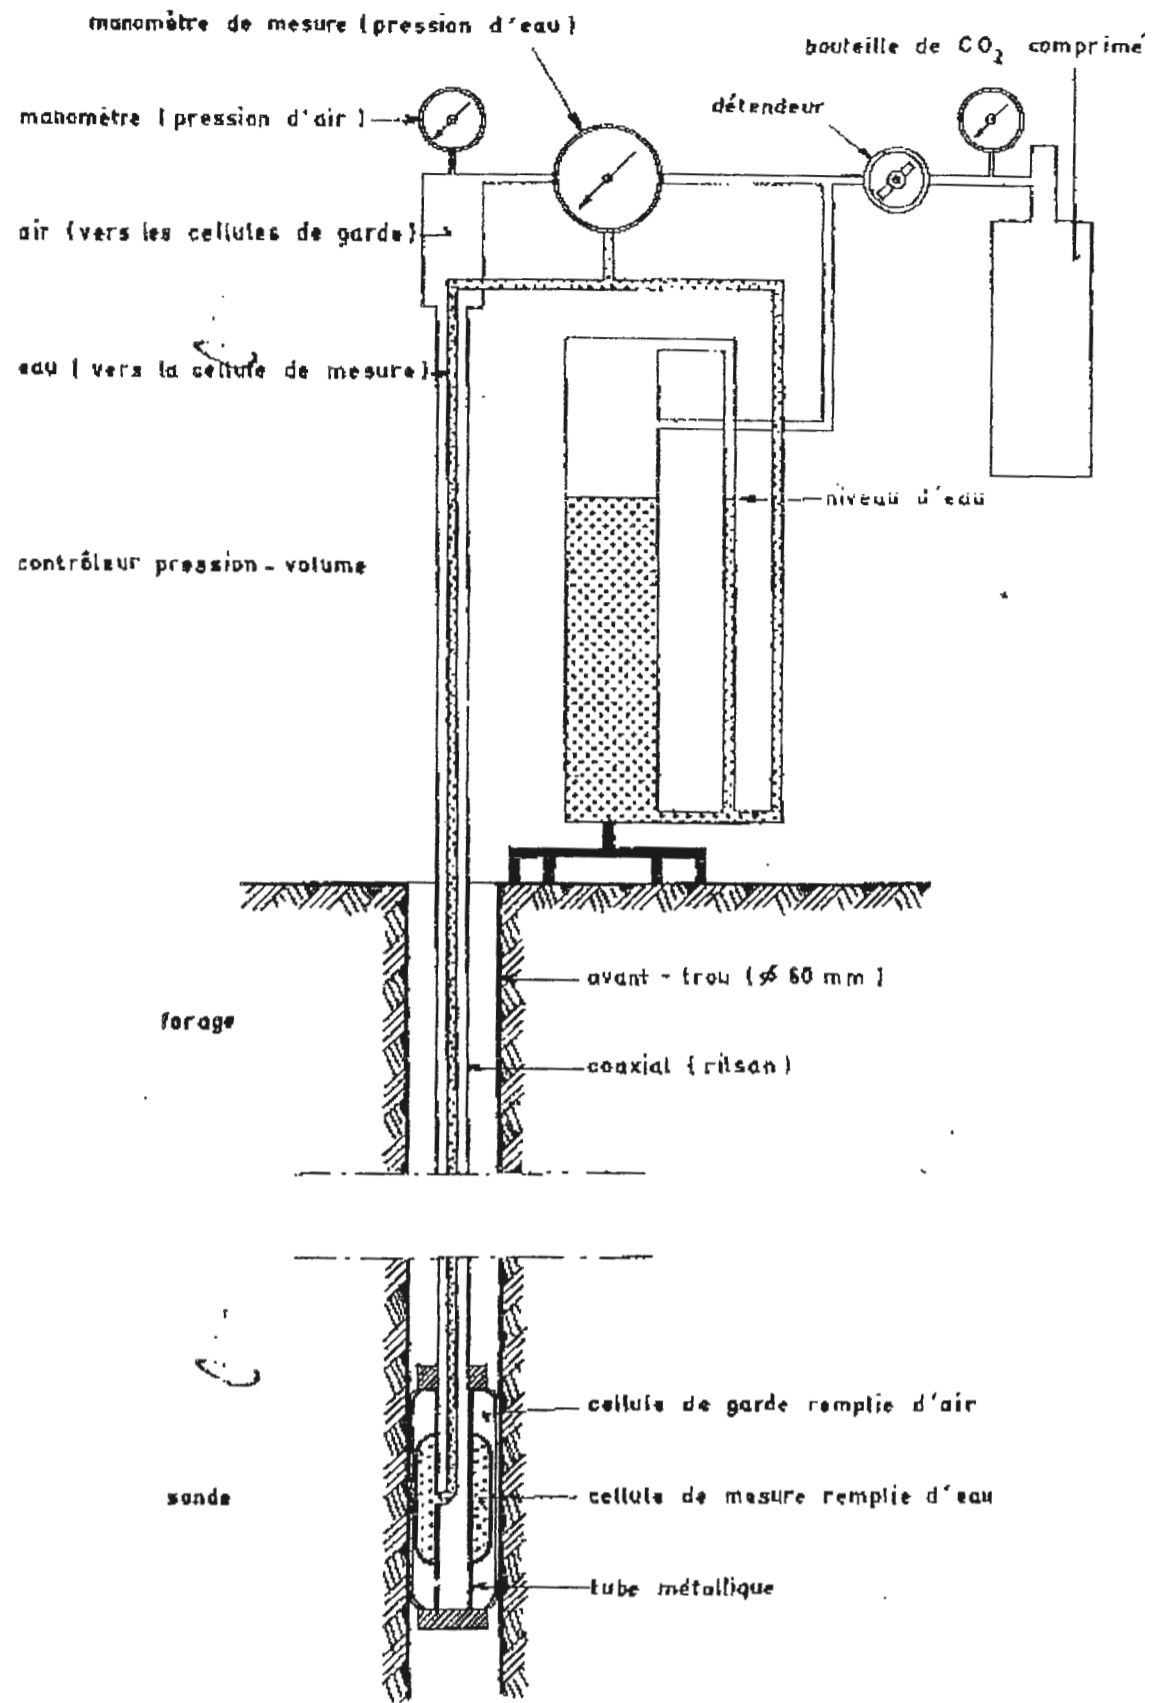 manomètre de mesure (pression d'eau)
bouteille de CO2 comprimé
détendeur
manomètre (pression d'air)
air (vers les cellules de garde)
eau (vers la cellule de mesure)
niveau d'eau
contrôleur pression - volume
avant - trou (ø 60 mm)
forage
coaxial (rilsan)
cellule de garde remplie d'air
sonde
cellule de mesure remplie d'eau
tube métallique